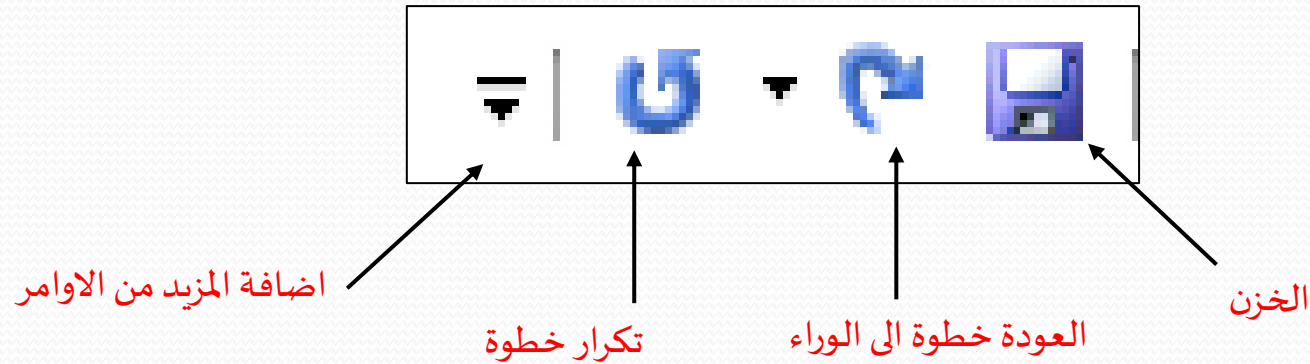 الخزن
العودة خطوة الى الوراء
تكرار خطوة
اضافة المزيد من الاوامر